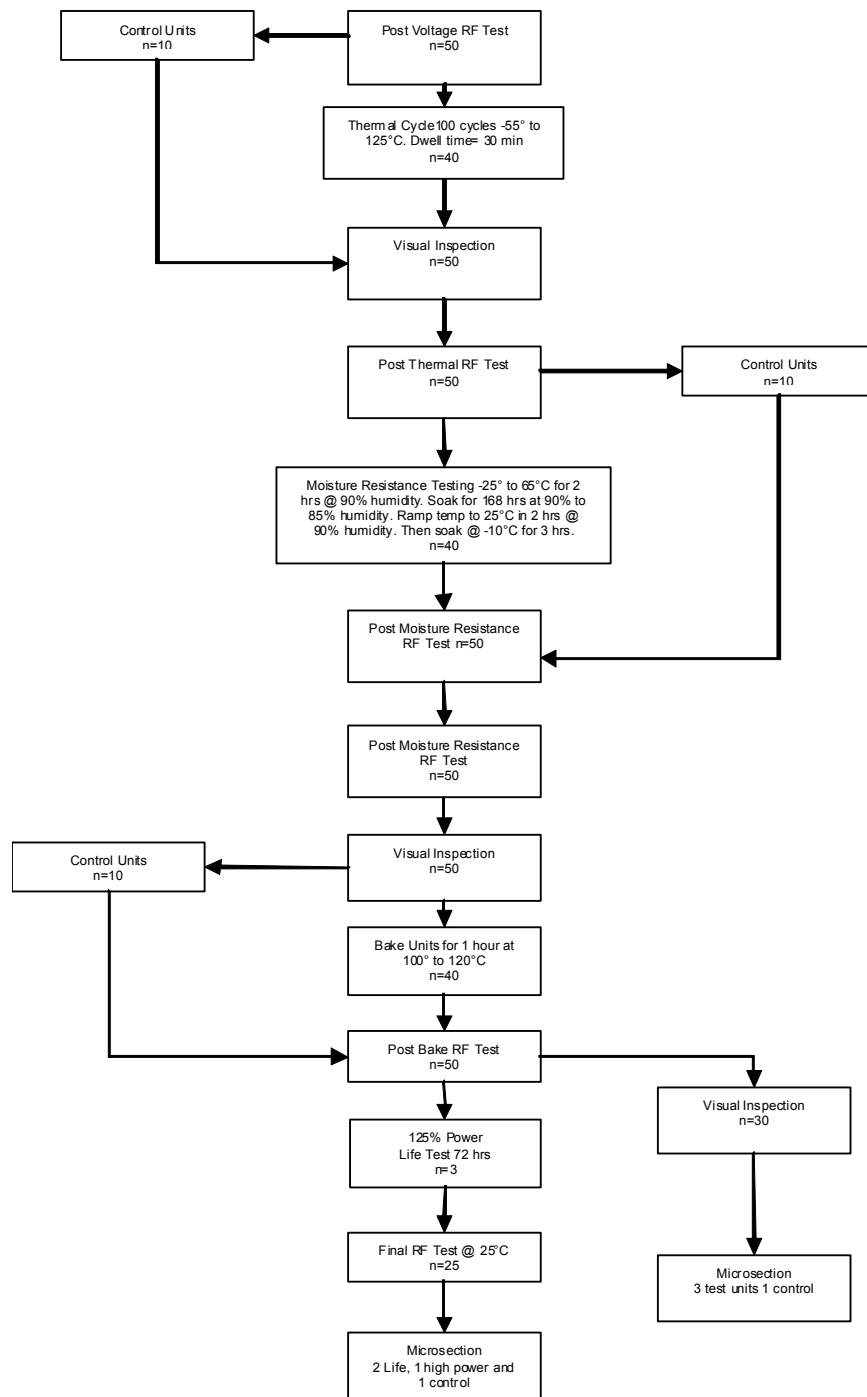 Control Units
n=10
Post Voltage RF Test
n=50
Thermal Cycle100 cycles -55° to
125°C. Dwell time= 30 min
n=40
Visual Inspection
n=50
Post Thermal RF Test
n=50
Control Units
n=10
Moisture Resistance Testing -25° to 65°C for 2
hrs @ 90% humidity. Soak for 168 hrs at 90% to
85% humidity. Ramp temp to 25°C in 2 hrs @
90% humidity. Then soak @ -10°C for 3 hrs.
n=40
Post Moisture Resistance
RF Test n=50
Post Moisture Resistance
RF Test
n=50
Control Units
n=10
Visual Inspection
n=50
Bake Units for 1 hour at
100° to 120°C
n=40
Post Bake RF Test
n=50
Visual Inspection
n=30
125% Power
Life Test 72 hrs
n=3
Final RF Test @ 25°C
n=25
Microsection
3 test units 1 control
Microsection
2 Life, 1 high power and
1 control